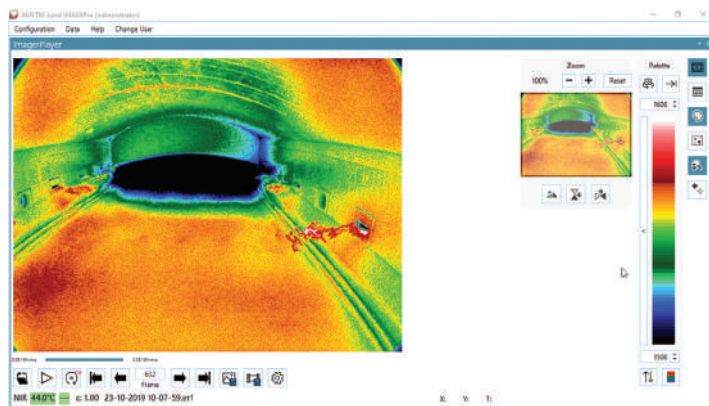 Configuration Data Help Change User
ImagerPlayer
Zoom
100% − + Reset
Palette
1600
<
1500
632
Frame
NIR 44.0°C --- ε: 1.00 23-10-2019 10-07-59.irf
X: Y: T: